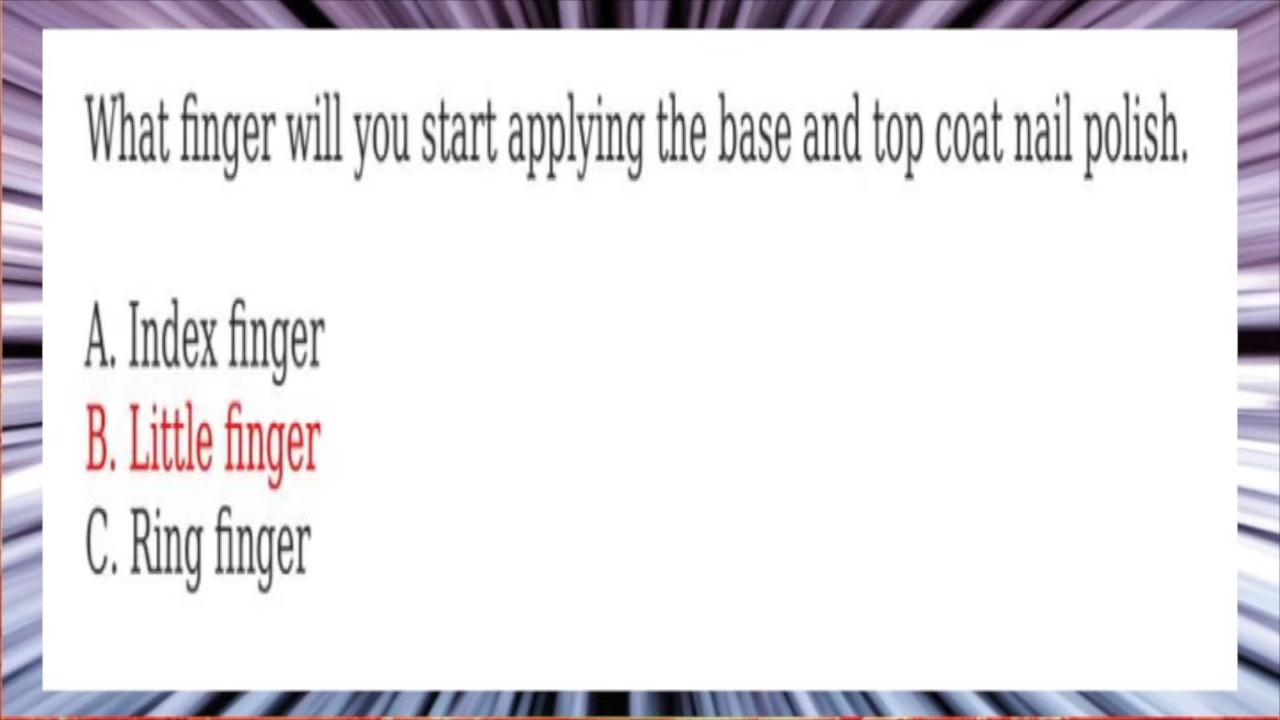 What finger will you start applying the base and top coat nail polish.
A. Index finger
B. Little finger
C. Ring finger